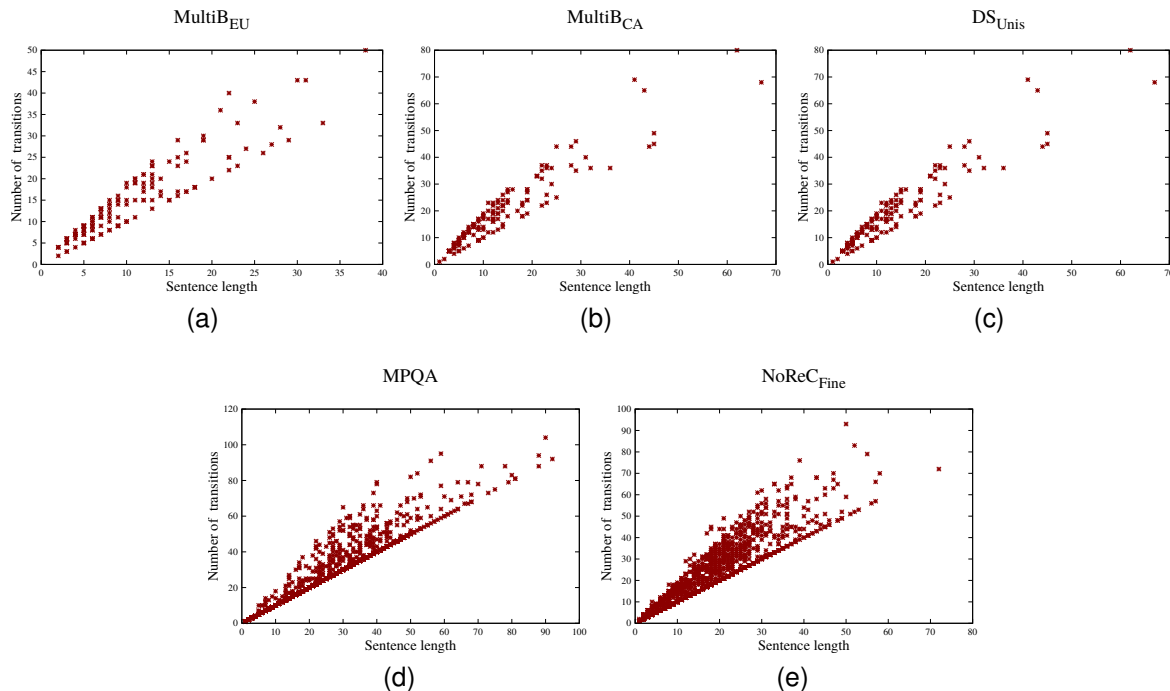 MultiB_EU
50
45
40
35
30
25
20
15
10
5
0
Number of transitions
0 5 10 15 20 25 30 35 40
Sentence length
(a)
MultiB_CA
80
70
60
50
40
30
20
10
0
Number of transitions
0 10 20 30 40 50 60 70
Sentence length
(b)
DS_Unis
80
70
60
50
40
30
20
10
0
Number of transitions
0 10 20 30 40 50 60 70
Sentence length
(c)
MPQA
120
100
80
60
40
20
0
Number of transitions
0 10 20 30 40 50 60 70 80 90 100
Sentence length
(d)
NoReC_Fine
100
90
80
70
60
50
40
30
20
10
0
Number of transitions
0 10 20 30 40 50 60 70 80
Sentence length
(e)